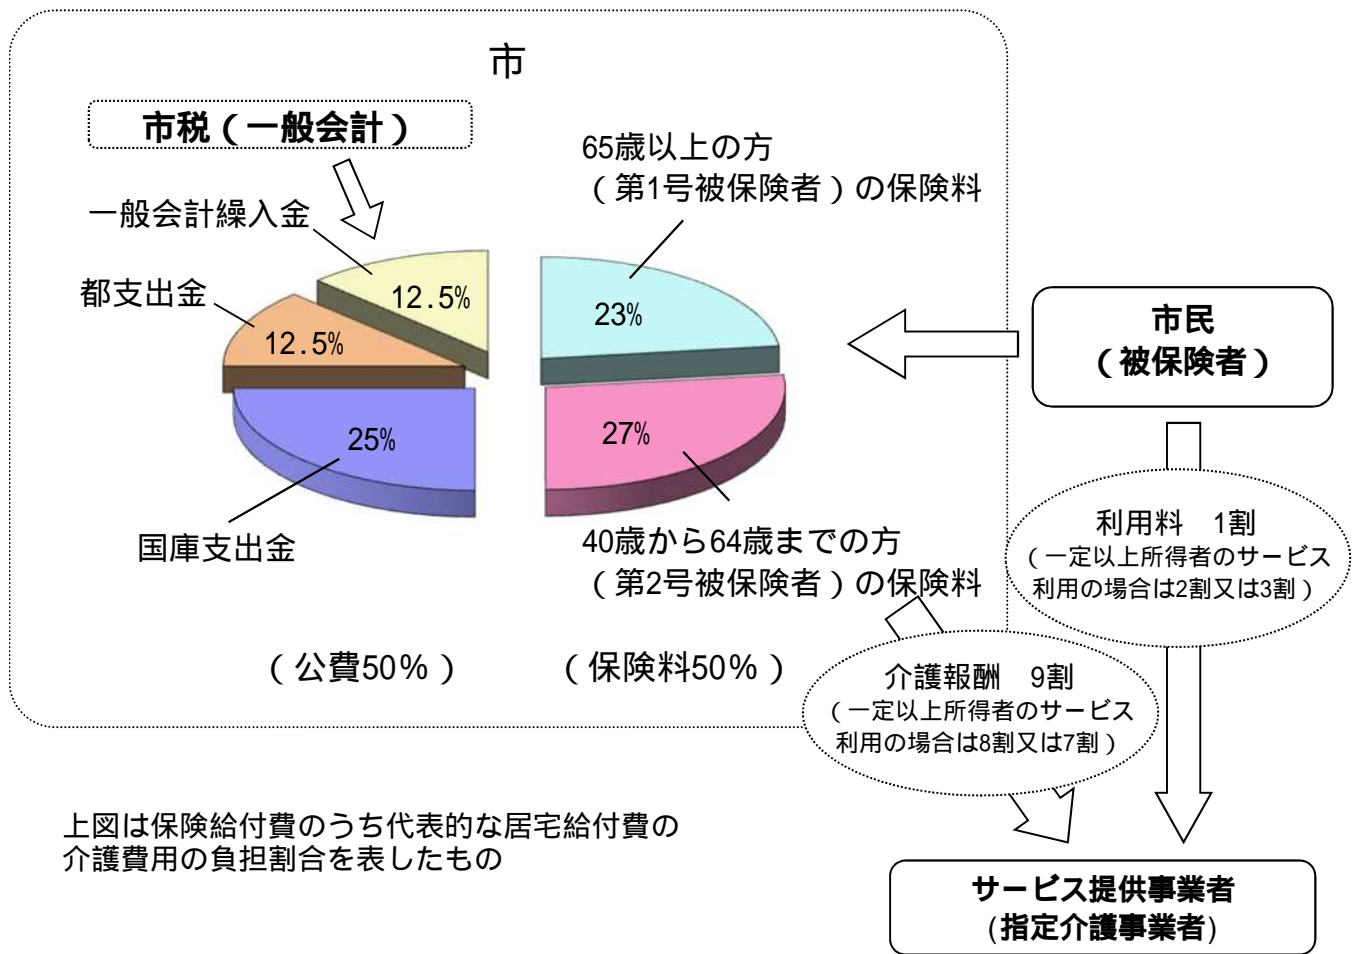 市
市税（一般会計）
一般会計繰入金
都支出金
国庫支出金
12.5%
12.5%
25%
65歳以上の方
（第1号被保険者）の保険料
23%
27%
40歳から64歳までの方
（第2号被保険者）の保険料
（公費50％）
（保険料50％）
市民
（被保険者）
利用料　1割
（一定以上所得者のサービス
利用の場合は2割又は3割）
介護報酬　9割
（一定以上所得者のサービス
利用の場合は8割又は7割）
上図は保険給付費のうち代表的な居宅給付費の
介護費用の負担割合を表したもの
サービス提供事業者
(指定介護事業者)